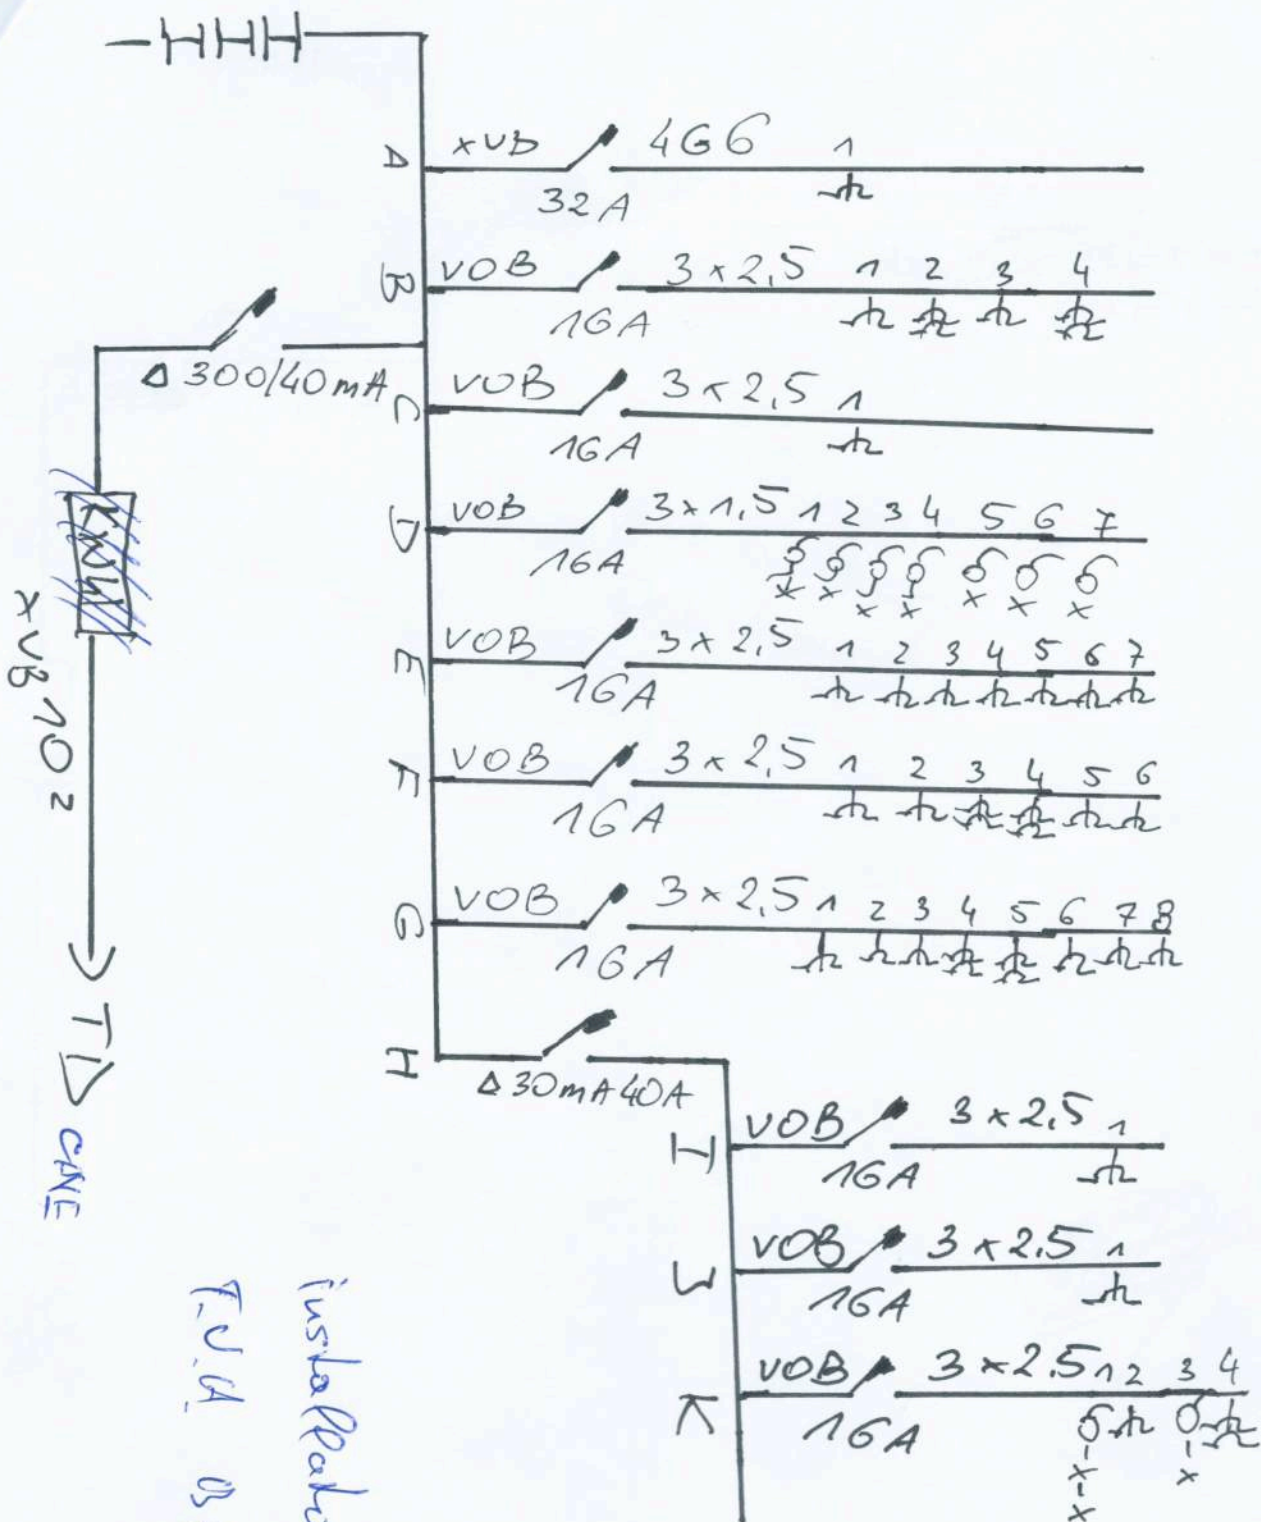 A xVB 4G6 1
32A
B VOB 3x2,5 1 2 3 4
16A
Δ 300/40mA
C VOB 3x2,5 1
16A
D VOB 3x1,5 1 2 3 4 5 6 7
16A
KWH
xVB 10 2
E VOB 3x2,5 1 2 3 4 5 6 7
16A
F VOB 3x2,5 1 2 3 4 5 6
16A
G VOB 3x2,5 1 2 3 4 5 6 7 8
16A
H Δ30mA 40A
TD
I VOB 3x2,5 1
16A
J VOB 3x2,5 1
16A
K VOB 3x2,5 1 2 3 4
16A
T.V.A